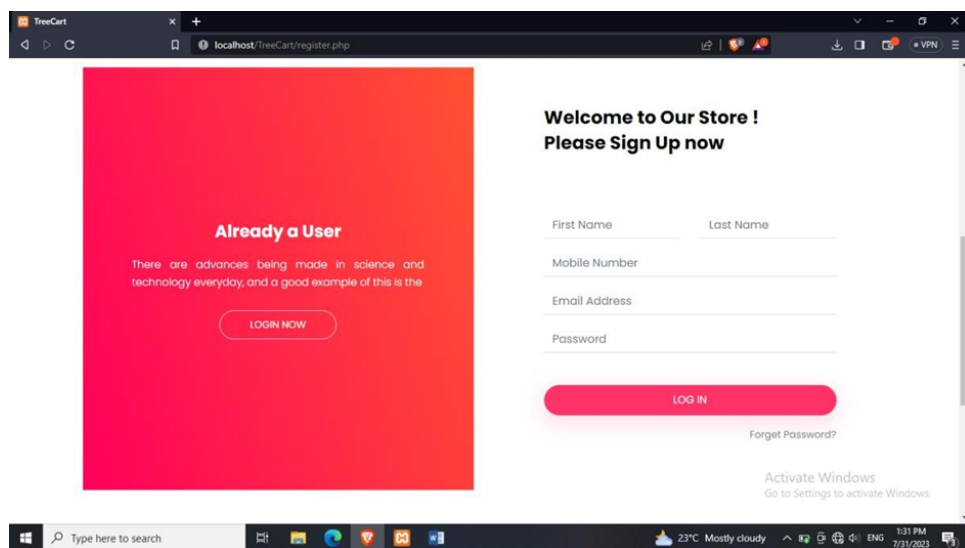 TreeCart
localhost/TreeCart/register.php
VPN
Welcome to Our Store !
Please Sign Up now
Already a User
There are advances being made in science and
technology everyday, and a good example of this is the
LOGIN NOW
First Name
Last Name
Mobile Number
Email Address
Password
LOG IN
Forget Password?
Activate Windows
Go to Settings to activate Windows.
Type here to search
23°C Mostly cloudy
ENG
1:31 PM
7/31/2023